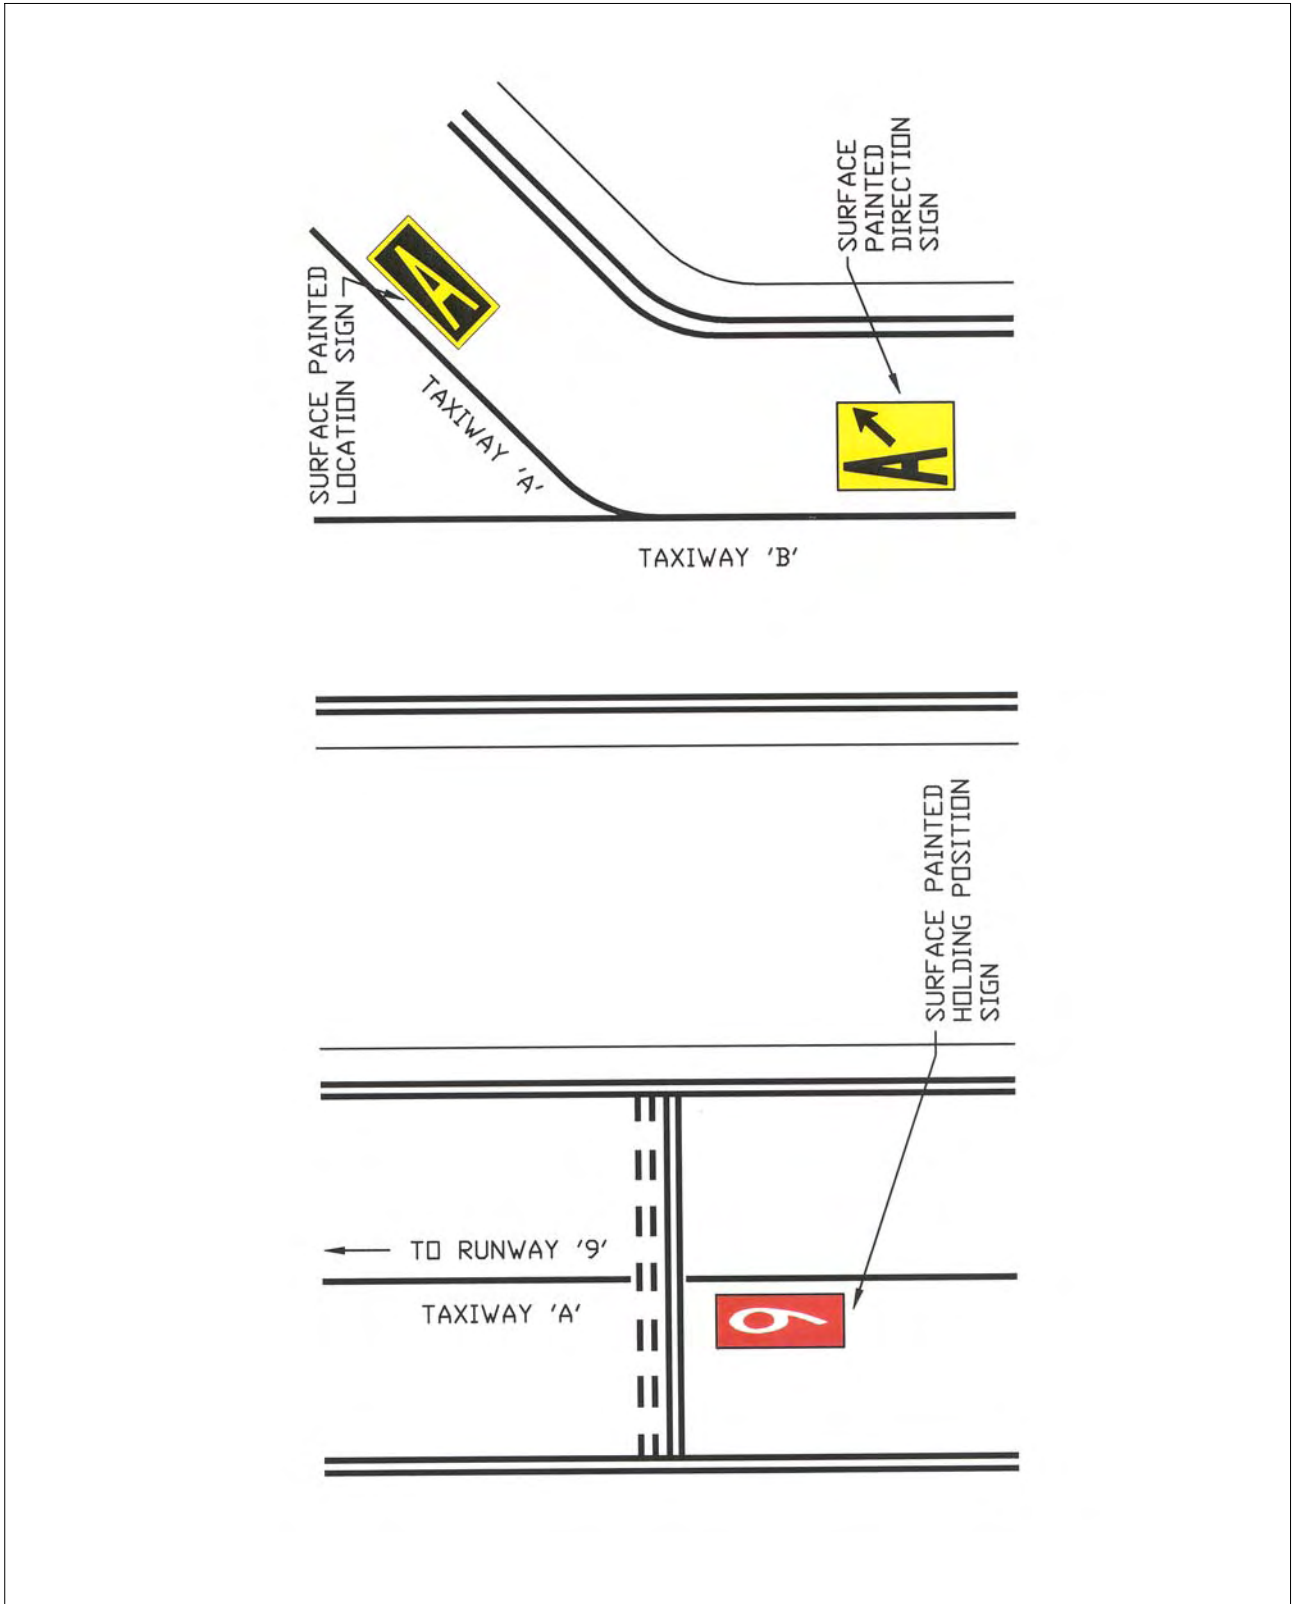 SURFACE PAINTED
LOCATION SIGN
A
TAXIWAY 'A'
SURFACE
PAINTED
DIRECTION
SIGN
A
TAXIWAY 'B'
SURFACE PAINTED
HOLDING POSITION
SIGN
TO RUNWAY '9'
TAXIWAY 'A'
9